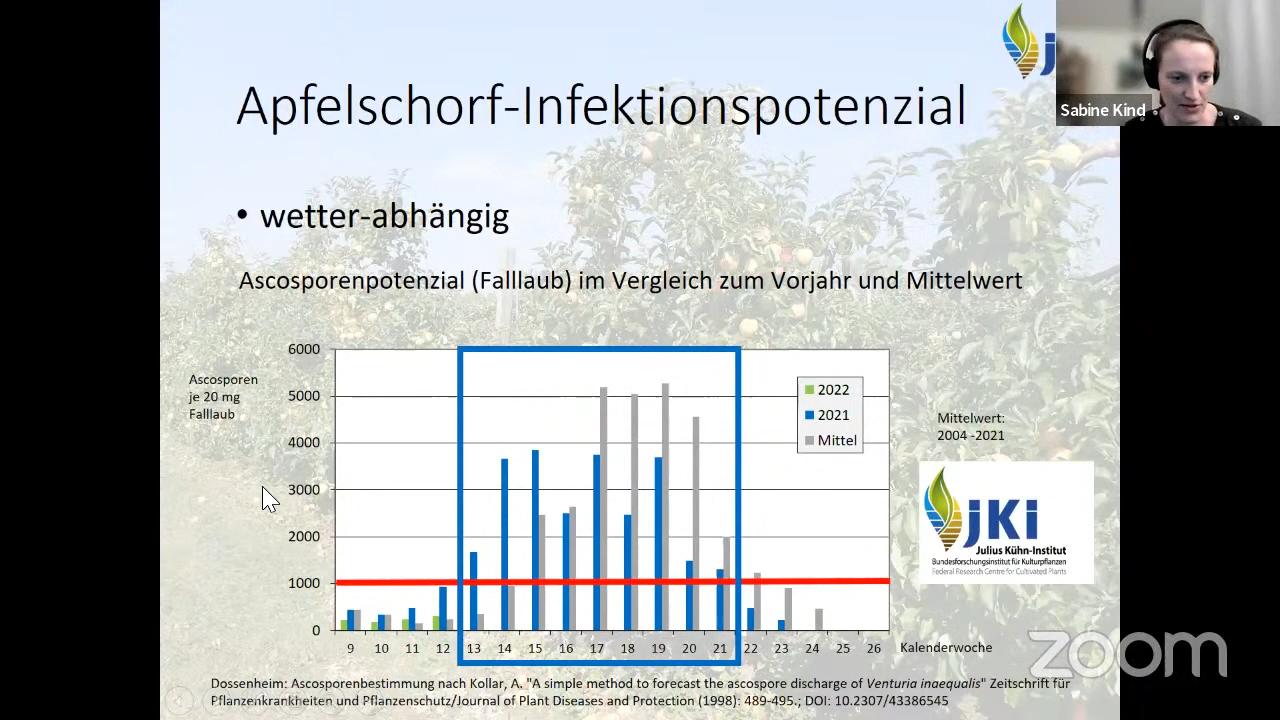 Apfelschorf-Infektionspotenzial
Sabine Kind
• wetter-abhängig
Ascosporenpotenzial (Falllaub) im Vergleich zum Vorjahr und Mittelwert
Ascosporen
je 20 mg
Falllaub
6000
5000
4000
3000
2000
1000
0
2022
2021
Mittel
Mittelwert:
2004 -2021
JKi
Julius Kühn-Institut
Bundesforschungsinstitut für Kulturpflanzen
Federal Research Centre for Cultivated Plants
9 10 11 12 13 14 15 16 17 18 19 20 21 22 23 24 25 26 Kalenderwoche
zoom
Dossenheim: Ascosporenbestimmung nach Kollar, A. "A simple method to forecast the ascospore discharge of Venturia inaequalis" Zeitschrift für
Pflanzenkrankheiten und Pflanzenschutz/Journal of Plant Diseases and Protection (1998): 489-495.; DOI: 10.2307/43386545